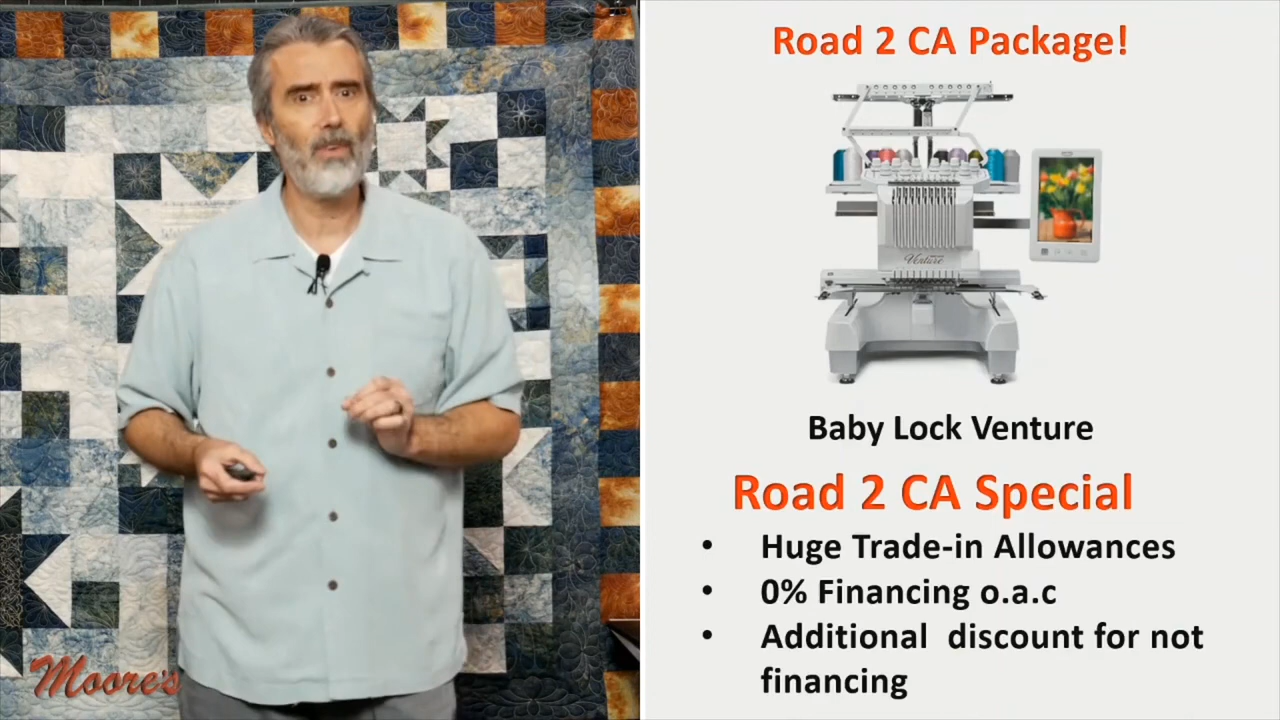 Road 2 CA Package!
Venture
Baby Lock Venture
Road 2 CA Special
• Huge Trade-in Allowances
• 0% Financing o.a.c
• Additional  discount for not
financing
Moore's